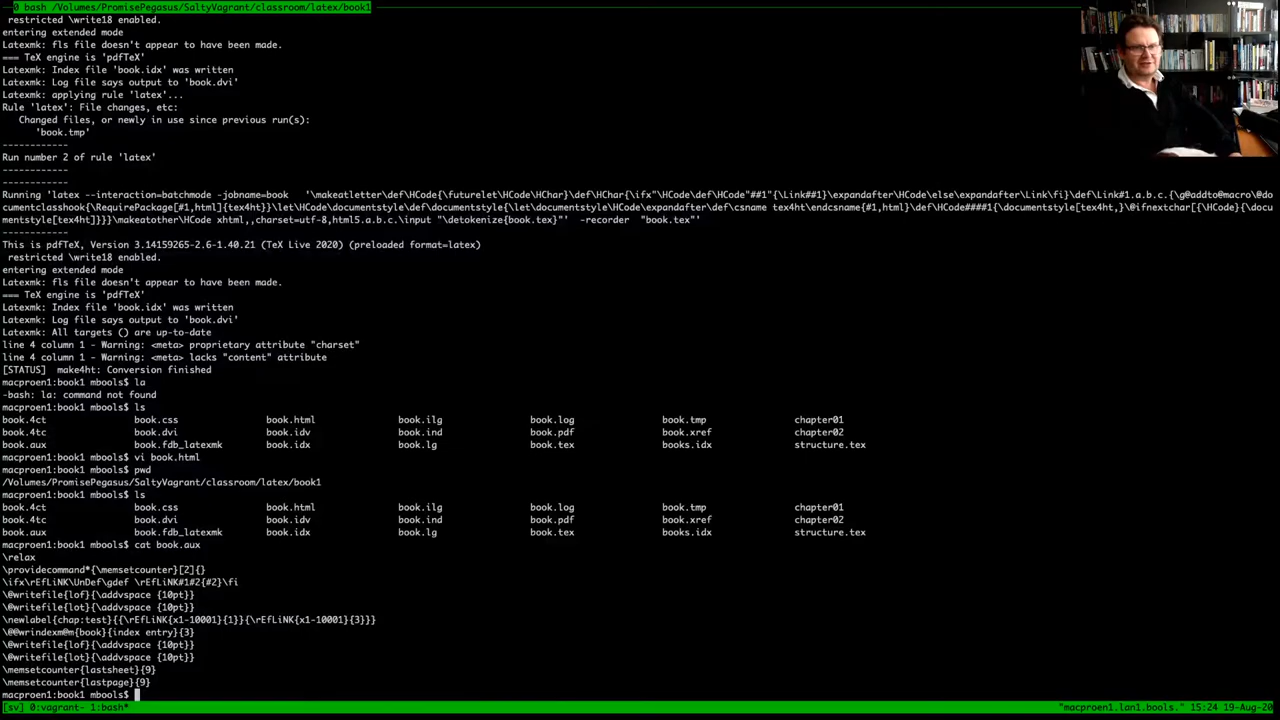 0 bash /Volumes/PromisePegasus/SaltyVagrant/classroom/latex/book1
restricted \write18 enabled.
entering extended mode
Latexmk: fls file doesn't appear to have been made.
=== TeX engine is 'pdfTeX'
Latexmk: Index file 'book.idx' was written
Latexmk: Log file says output to 'book.dvi'
Latexmk: applying rule 'latex'...
Rule 'latex': File changes, etc:
Changed files, or newly in use since previous run(s):
'book.tmp'
------------
Run number 2 of rule 'latex'
------------
------------
Running 'latex --interaction=batchmode -jobname=book '\makeatletter\def\HCode{\futurelet\HCode\HChar}\def\HChar{\ifx"\HCode\def\HCode"##1"{\Link##1}\expandafter\HCode\else\expandafter\Link\fi}\def\Link#1.a.b.c.{\g@addto@macro\@do
cumentclasshook{\RequirePackage[#1,html]{tex4ht}}\let\HCode\documentstyle\def\documentstyle{\let\documentstyle\HCode\expandafter\def\csname tex4ht\endcsname{#1,html}\def\HCode####1{\documentstyle[tex4ht,}\@ifnextchar[{\HCode}{\docu
mentstyle[tex4ht]}}}\makeatother\HCode xhtml,,charset=utf-8,html5.a.b.c.\input "\detokenize{book.tex}"' -recorder "book.tex"'
------------
This is pdfTeX, Version 3.14159265-2.6-1.40.21 (TeX Live 2020) (preloaded format=latex)
restricted \write18 enabled.
entering extended mode
Latexmk: fls file doesn't appear to have been made.
=== TeX engine is 'pdfTeX'
Latexmk: Index file 'book.idx' was written
Latexmk: Log file says output to 'book.dvi'
Latexmk: All targets () are up-to-date
line 4 column 1 - Warning: <meta> proprietary attribute "charset"
line 4 column 1 - Warning: <meta> lacks "content" attribute
[STATUS] make4ht: Conversion finished
macproen1:book1 mbools$ la
-bash: la: command not found
macproen1:book1 mbools$ ls
book.4ct book.css book.html book.ilg book.log book.tmp chapter01
book.4tc book.dvi book.idv book.ind book.pdf book.xref chapter02
book.aux book.fdb_latexmk book.idx book.lg book.tex books.idx structure.tex
macproen1:book1 mbools$ vi book.html
macproen1:book1 mbools$ pwd
/Volumes/PromisePegasus/SaltyVagrant/classroom/latex/book1
macproen1:book1 mbools$ ls
book.4ct book.css book.html book.ilg book.log book.tmp chapter01
book.4tc book.dvi book.idv book.ind book.pdf book.xref chapter02
book.aux book.fdb_latexmk book.idx book.lg book.tex books.idx structure.tex
macproen1:book1 mbools$ cat book.aux
\relax
\providecommand*{\memsetcounter}[2]{}
\ifx\rEfLiNK\UnDef\gdef \rEfLiNK#1#2{#2}\fi
\@writefile{lof}{\addvspace {10pt}}
\@writefile{lot}{\addvspace {10pt}}
\newlabel{chap:test}{{\rEfLiNK{x1-10001}{1}}{\rEfLiNK{x1-10001}{3}}}
\@@wrindexm@m{book}{index entry}{3}
\@writefile{lof}{\addvspace {10pt}}
\@writefile{lot}{\addvspace {10pt}}
\memsetcounter{lastsheet}{9}
\memsetcounter{lastpage}{9}
macproen1:book1 mbools$
[sv] 0:vagrant- 1:bash* "macproen1.lan1.bools." 15:24 19-Aug-20